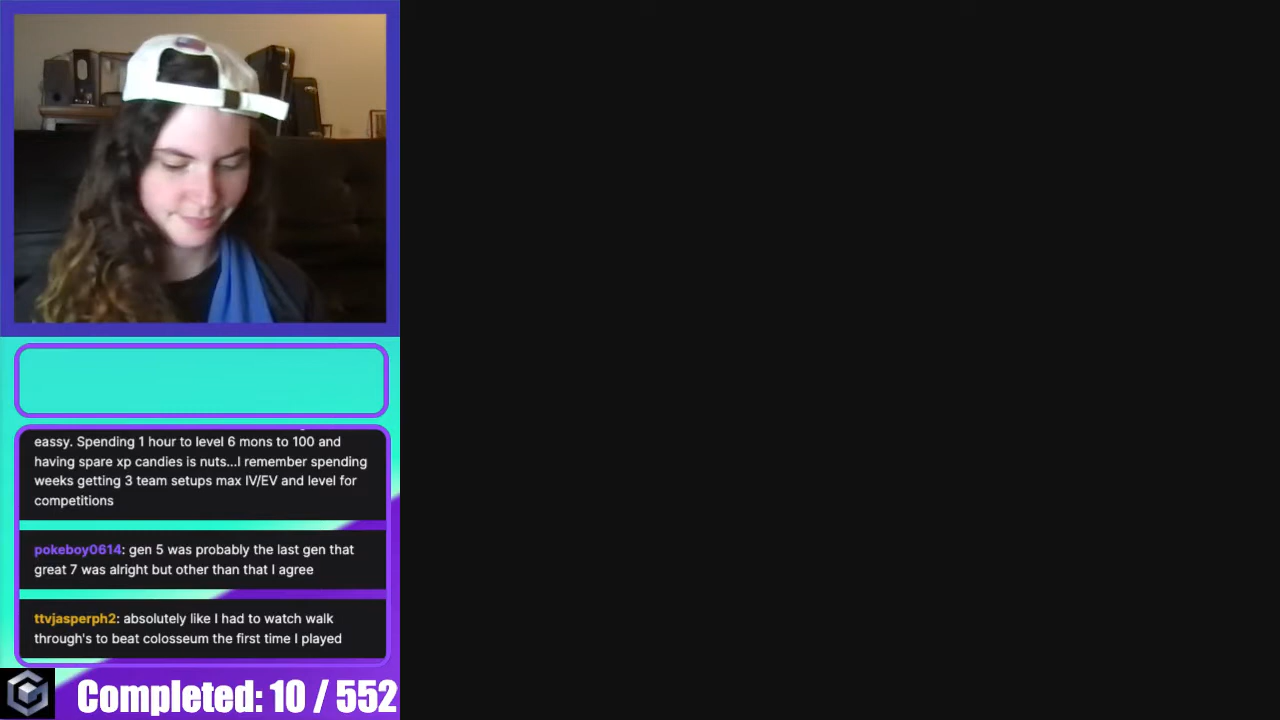 eassy. Spending 1 hour to level 6 mons to 100 and
having spare xp candies is nuts...I remember spending
weeks getting 3 team setups max IV/EV and level for
competitions
pokeboy0614: gen 5 was probably the last gen that
great 7 was alright but other than that I agree
ttvjasperph2: absolutely like I had to watch walk
through's to beat colosseum the first time I played
Completed: 10 / 552